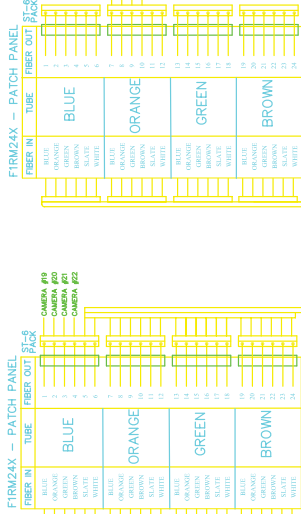 F1RM24X - PATCH PANEL
FIBER IN
TUBE
FIBER OUT
ST-6
PACK
BLUE
ORANGE
GREEN
BROWN
1
2
3
4
5
6
7
8
9
10
11
12
13
14
15
16
17
18
19
20
21
22
23
24
BLUE
ORANGE
GREEN
BROWN
SLATE
WHITE
BLUE
ORANGE
GREEN
BROWN
SLATE
WHITE
BLUE
ORANGE
GREEN
BROWN
SLATE
WHITE
BLUE
ORANGE
GREEN
BROWN
SLATE
WHITE
CAMERA #19
CAMERA #20
CAMERA #21
CAMERA #22
F1RM24X - PATCH PANEL
FIBER IN
TUBE
FIBER OUT
ST-6
PACK
BLUE
ORANGE
GREEN
BROWN
1
2
3
4
5
6
7
8
9
10
11
12
13
14
15
16
17
18
19
20
21
22
23
24
BLUE
ORANGE
GREEN
BROWN
SLATE
WHITE
BLUE
ORANGE
GREEN
BROWN
SLATE
WHITE
BLUE
ORANGE
GREEN
BROWN
SLATE
WHITE
BLUE
ORANGE
GREEN
BROWN
SLATE
WHITE